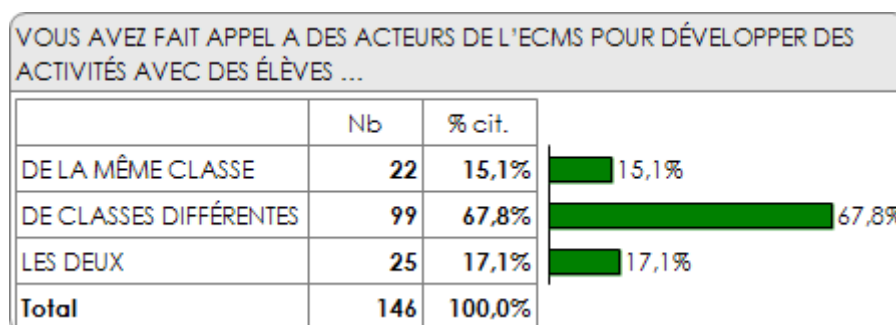 VOUS AVEZ FAIT APPEL A DES ACTEURS DE L'ECMS POUR DÉVELOPPER DES
ACTIVITÉS AVEC DES ÉLÈVES ...
Nb % cit.
DE LA MÊME CLASSE 22 15,1% 15,1%
DE CLASSES DIFFÉRENTES 99 67,8% 67,8%
LES DEUX 25 17,1% 17,1%
Total 146 100,0%